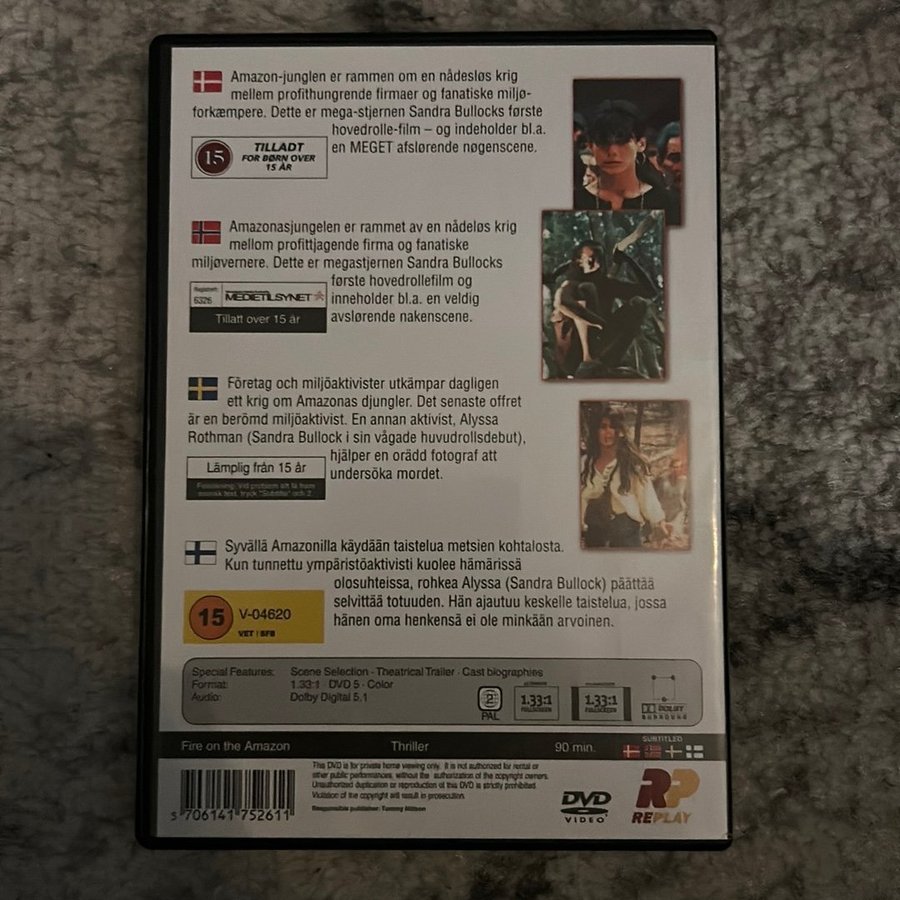 Amazon-junglen er rammen om en nådesløs krig
mellem profithungrende firmaer og fanatiske miljø-
forkæmpere. Dette er mega-stjernen Sandra Bullocks første
hovedrolle-film – og indeholder bl.a.
en MEGET afslørende nøgenscene.
15
TILLADT
FOR BØRN OVER
15 ÅR
Amazonasjungelen er rammet av en nådeløs krig
mellom profittjagende firma og fanatiske
miljøvernere. Dette er megastjernen Sandra Bullocks
første hovedrollefilm og
inneholder bl.a. en veldig
avslørende nakenscene.
6326
MEDIETILSYNET
Tillatt over 15 år
Företag och miljöaktivister utkämpar dagligen
ett krig om Amazonas djungler. Det senaste offret
är en berömd miljöaktivist. En annan aktivist, Alyssa
Rothman (Sandra Bullock i sin vågade huvudrollsdebut),
hjälper en orädd fotograf att
undersöka mordet.
Lämplig från 15 år
Syvällä Amazonilla käydään taistelua metsien kohtalosta.
Kun tunnettu ympäristöaktivisti kuolee hämärissä
olosuhteissa, rohkea Alyssa (Sandra Bullock) päättää
selvittää totuuden. Hän ajautuu keskelle taistelua, jossa
hänen oma henkensä ei ole minkään arvoinen.
15 V-04620
VET / SFB
Special Features: Scene Selection · Theatrical Trailer · Cast biographies
Format: 1.33:1 · DVD 5 · Color
Audio: Dolby Digital 5.1
2
PAL
1.33:1
FULLSCREEN
1.33:1
FULLSCREEN
DOLBY
SURROUND
Fire on the Amazon Thriller 90 min.
SUBTITLED
This DVD is for private home viewing only. It is not authorized for rental or
other public performances, without the authorization of the copyright owners.
Unauthorized duplication or reproduction of this DVD is strictly prohibited.
Violation of the copyright will result in prosecution.
Responsible publisher: Tommy
5 706141 752611
DVD
VIDEO
RP
REPLAY